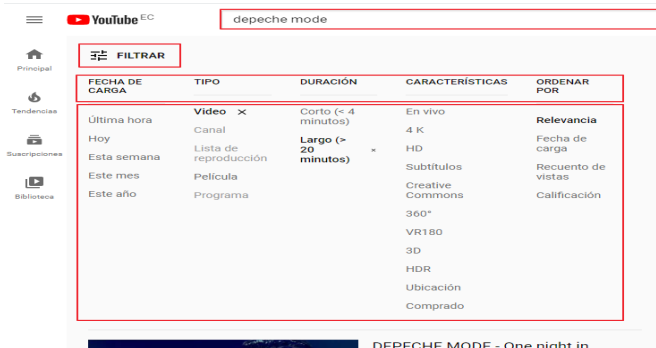 YouTube EC
depeche mode
FILTRAR
Principal
Tendencias
Suscripciones
Biblioteca
FECHA DE
CARGA
Última hora
Hoy
Esta semana
Este mes
Este año
TIPO
Video ×
Canal
Lista de
reproducción
Película
Programa
DURACIÓN
Corto (< 4
minutos)
Largo (>
20 ×
minutos)
CARACTERÍSTICAS
En vivo
4 K
HD
Subtítulos
Creative
Commons
360°
VR180
3D
HDR
Ubicación
Comprado
ORDENAR
POR
Relevancia
Fecha de
carga
Recuento de
vistas
Calificación
DEPECHE MODE - One night in